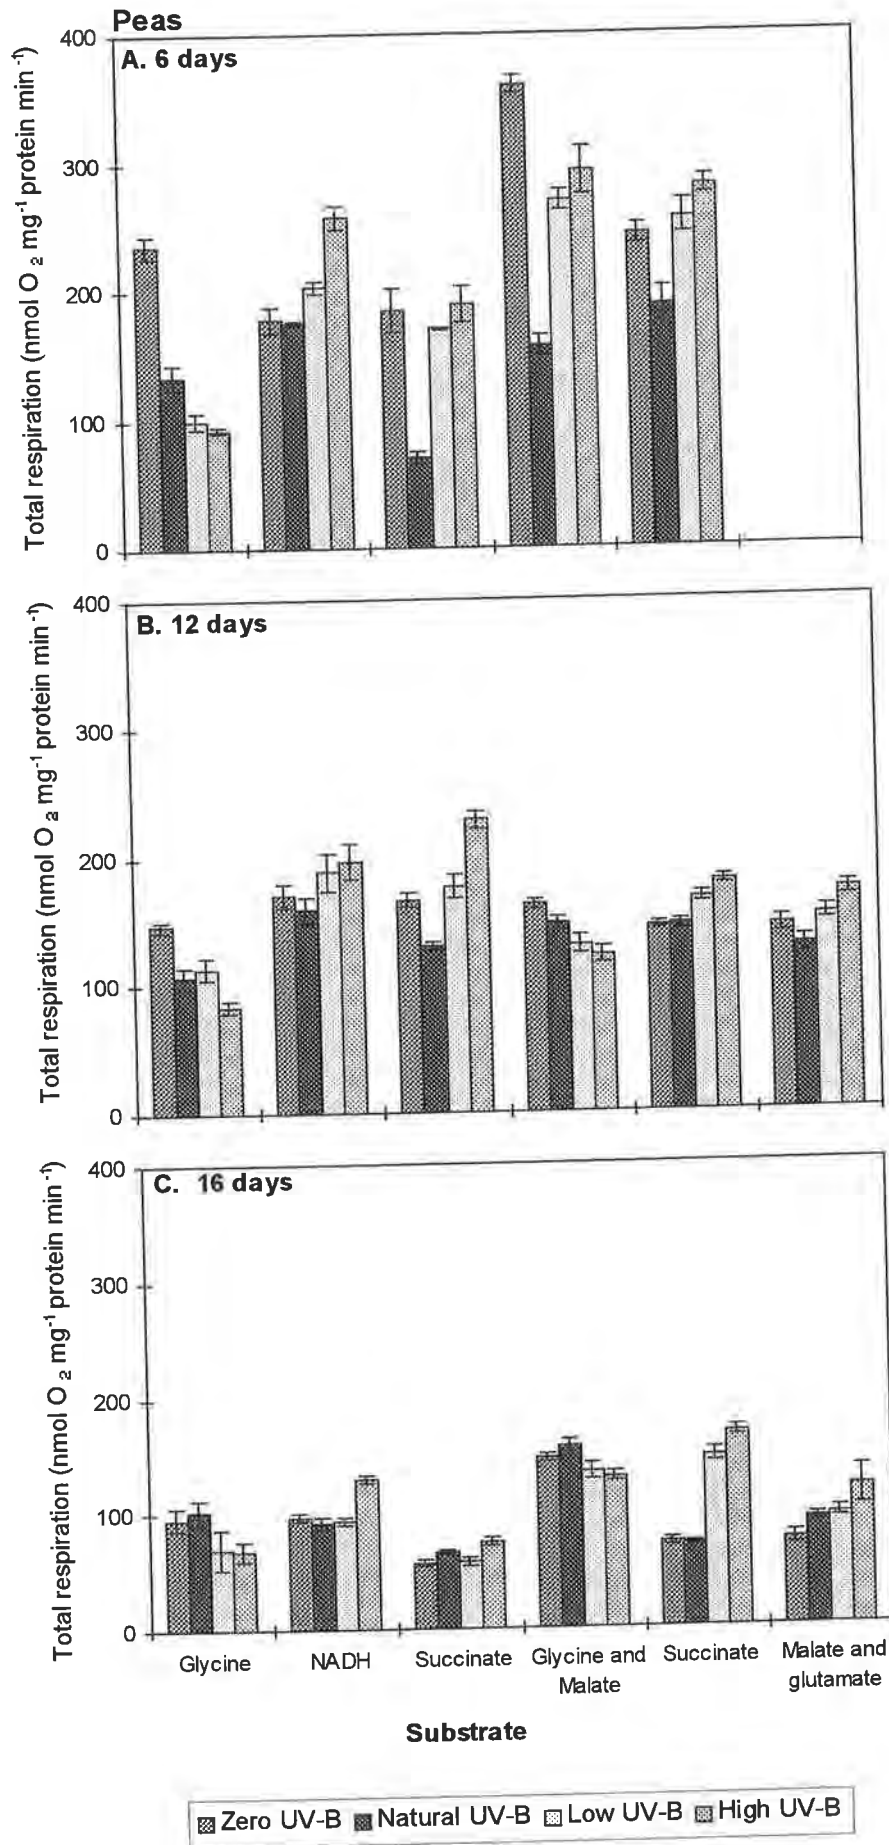 Peas
A. 6 days
Total respiration (nmol O 2 mg-1 protein min -1)
400
300
200
100
0
B. 12 days
Total respiration (nmol O 2 mg-1 protein min -1)
400
300
200
100
0
C. 16 days
Total respiration (nmol O 2 mg-1 protein min -1)
400
300
200
100
0
Glycine NADH Succinate Glycine and Succinate Malate and
Malate glutamate
Substrate
Zero UV-B Natural UV-B Low UV-B High UV-B